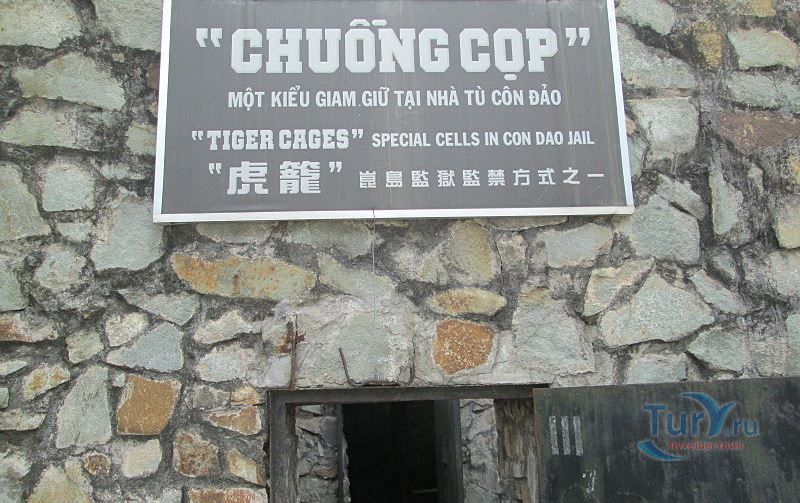 "CHUỒNG CỌP"
MỘT KIỂU GIAM GIỮ TẠI NHÀ TÙ CÔN ĐẢO
"TIGER CAGES" SPECIAL CELLS IN CON DAO JAIL
"虎籠" 崑島監獄監禁方式之一
TurY.ru
путешествия